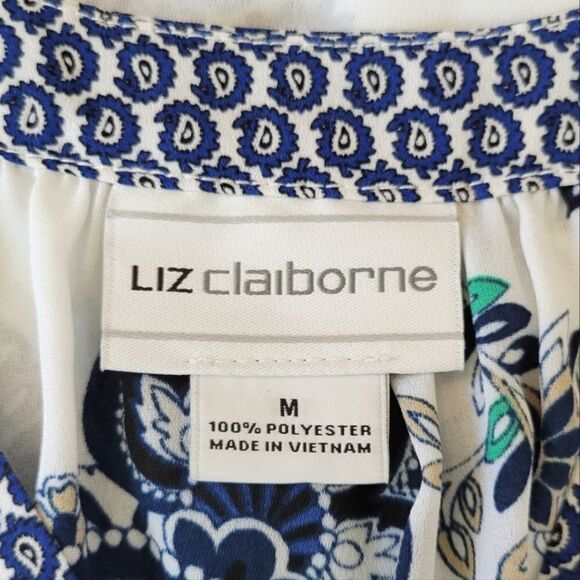 LIZ claiborne
M
100% POLYESTER
MADE IN VIETNAM